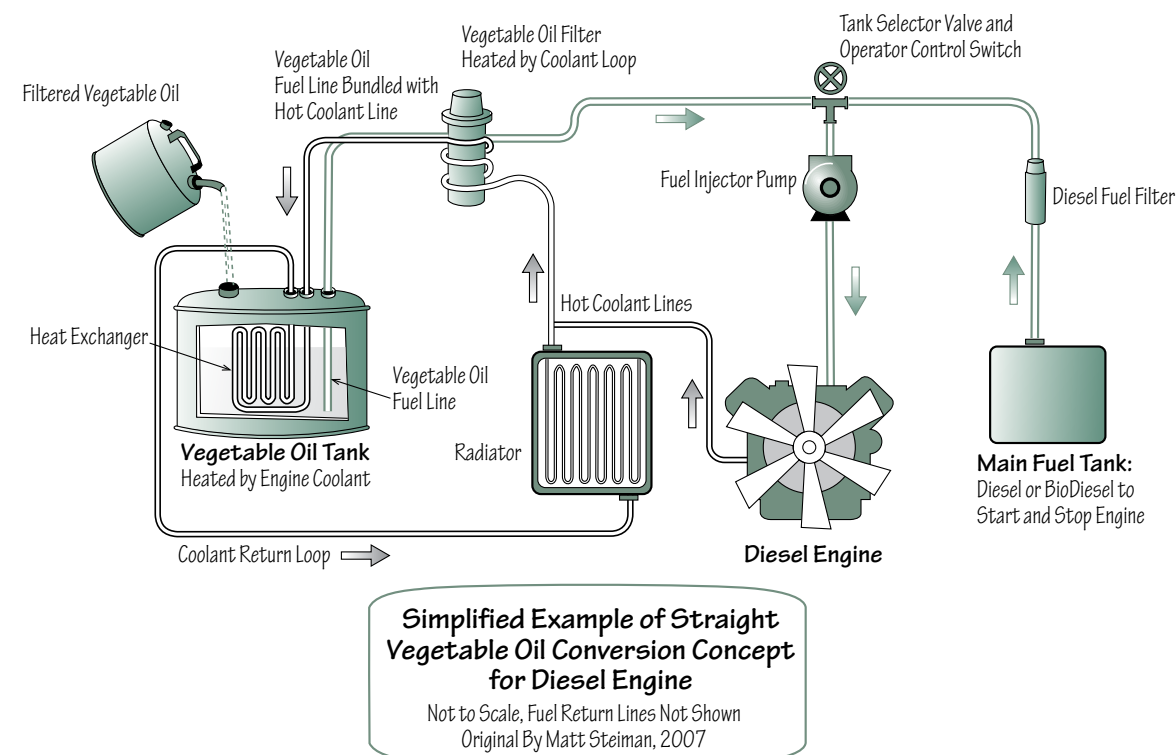 Filtered Vegetable Oil
Vegetable Oil
Fuel Line Bundled with
Hot Coolant Line
Vegetable Oil Filter
Heated by Coolant Loop
Tank Selector Valve and
Operator Control Switch
Fuel Injector Pump
Diesel Fuel Filter
Heat Exchanger
Vegetable Oil
Fuel Line
Hot Coolant Lines
Vegetable Oil Tank
Heated by Engine Coolant
Radiator
Main Fuel Tank:
Diesel or BioDiesel to
Start and Stop Engine
Coolant Return Loop
Diesel Engine
Simplified Example of Straight
Vegetable Oil Conversion Concept
for Diesel Engine
Not to Scale, Fuel Return Lines Not Shown
Original By Matt Steiman, 2007